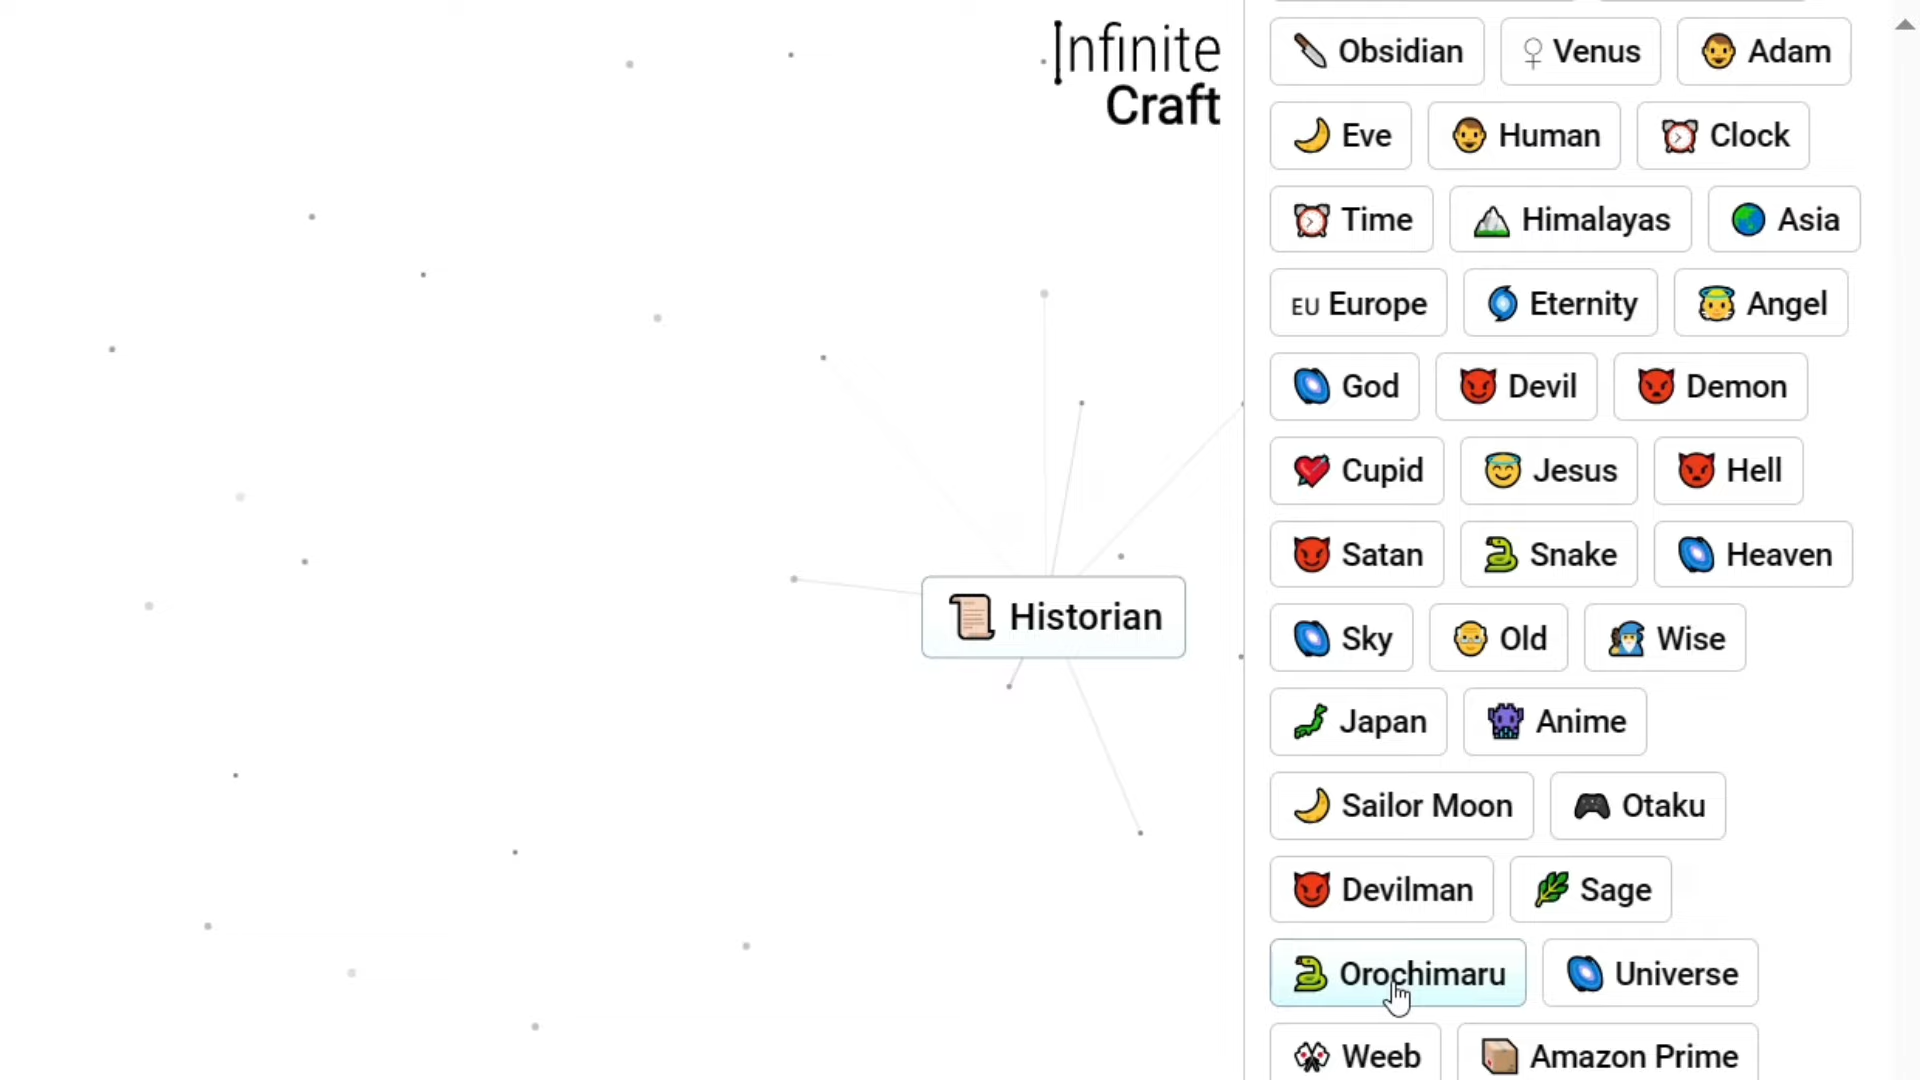 Infinite
Craft
Obsidian Venus Adam
Eve Human Clock
Time Himalayas Asia
EU Europe Eternity Angel
God Devil Demon
Cupid Jesus Hell
Satan Snake Heaven
Historian
Sky Old Wise
Japan Anime
Sailor Moon Otaku
Devilman Sage
Orochimaru Universe
Weeb Amazon Prime